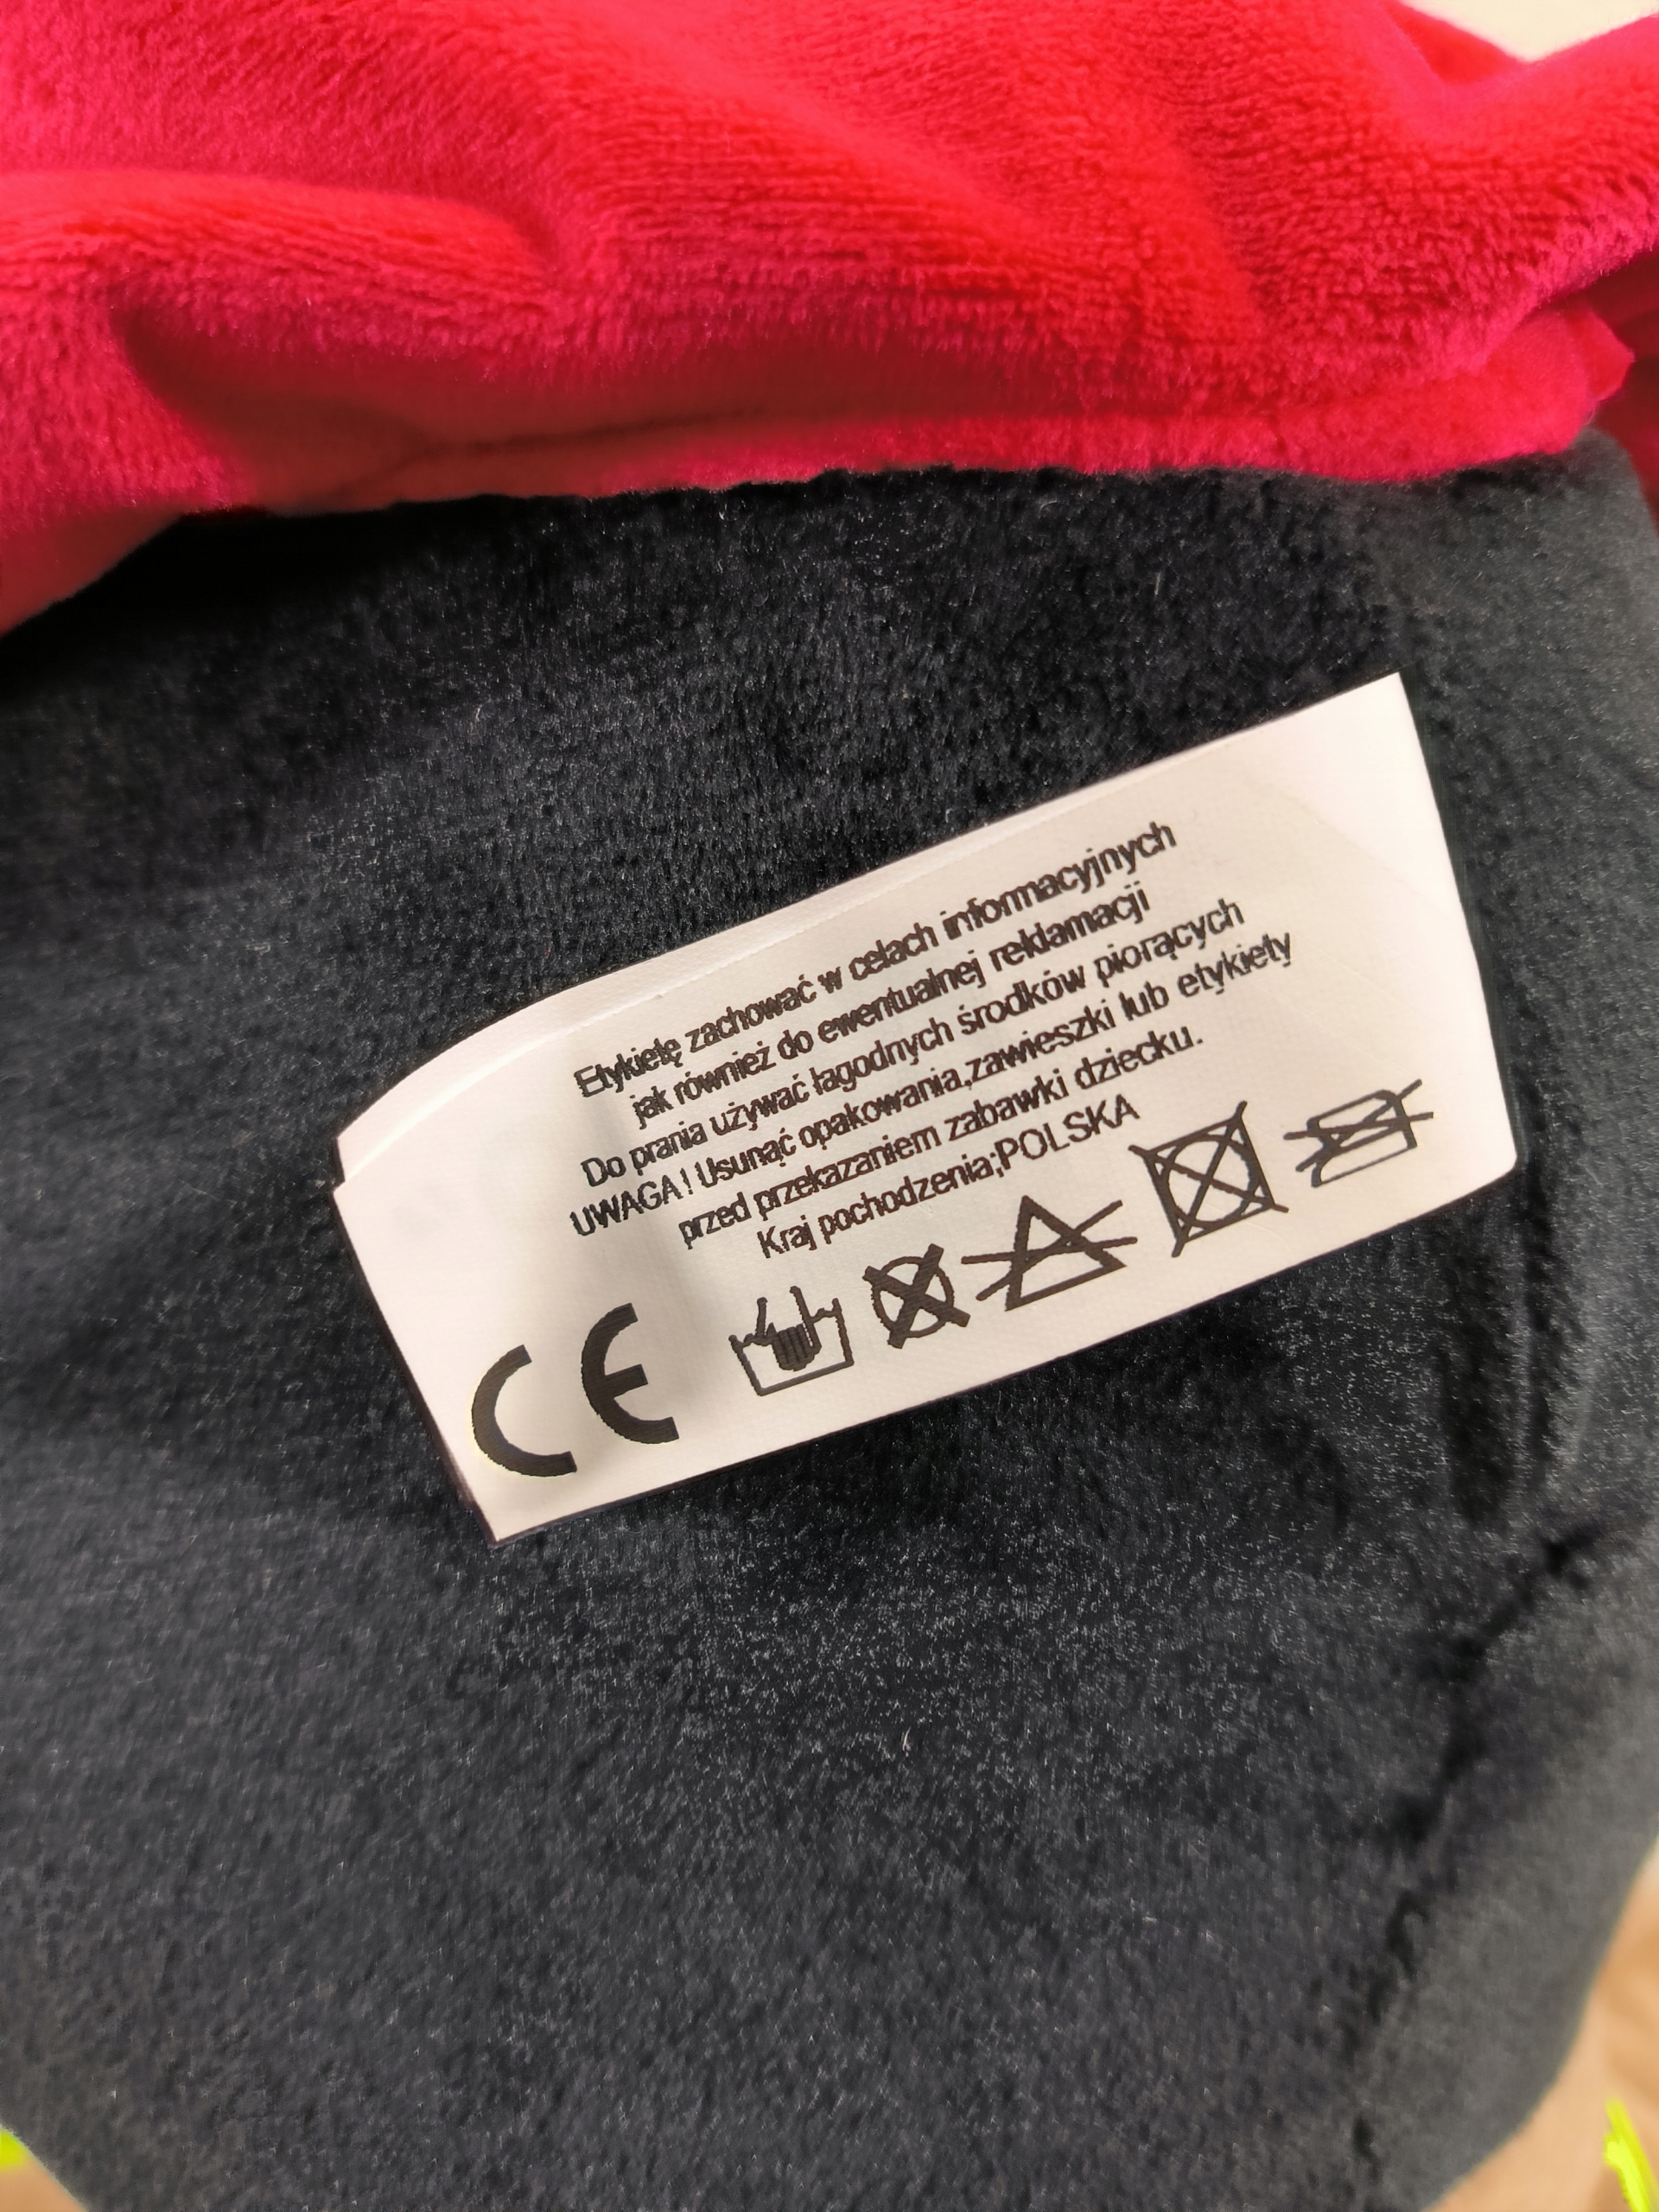 Etykietę zachować w celach informacyjnych
jak również do ewentualnej reklamacji
Do prania używać łagodnych środków piorących
UWAGA! Usunąć opakowania,zawieszki lub etykiety
przed przekazaniem zabawki dziecku.
Kraj pochodzenia;POLSKA
CE